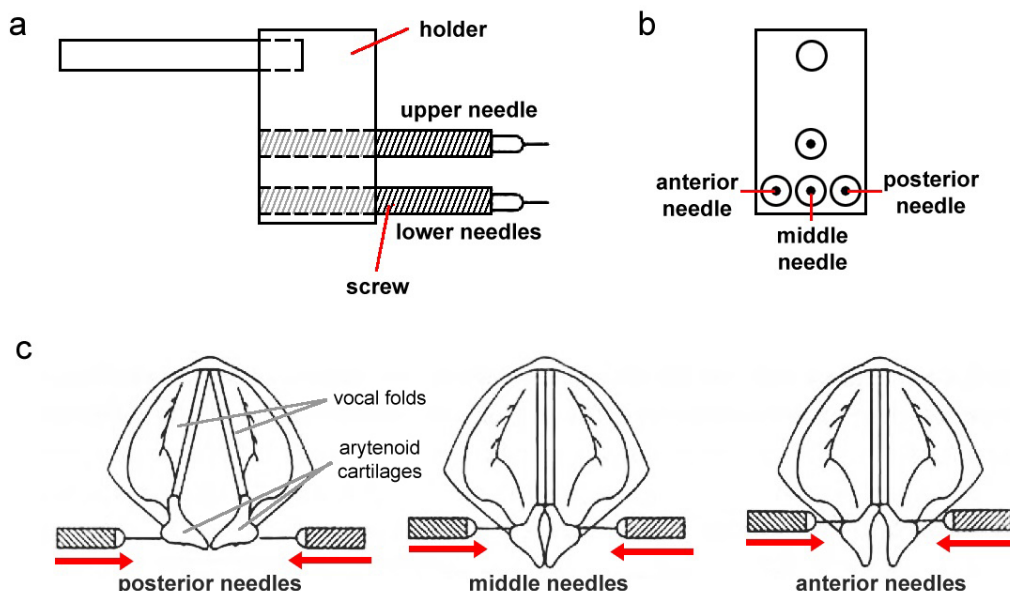 a
holder
upper needle
lower needles
screw
b
anterior
needle
posterior
needle
middle
needle
c
vocal folds
arytenoid
cartilages
posterior needles
middle needles
anterior needles